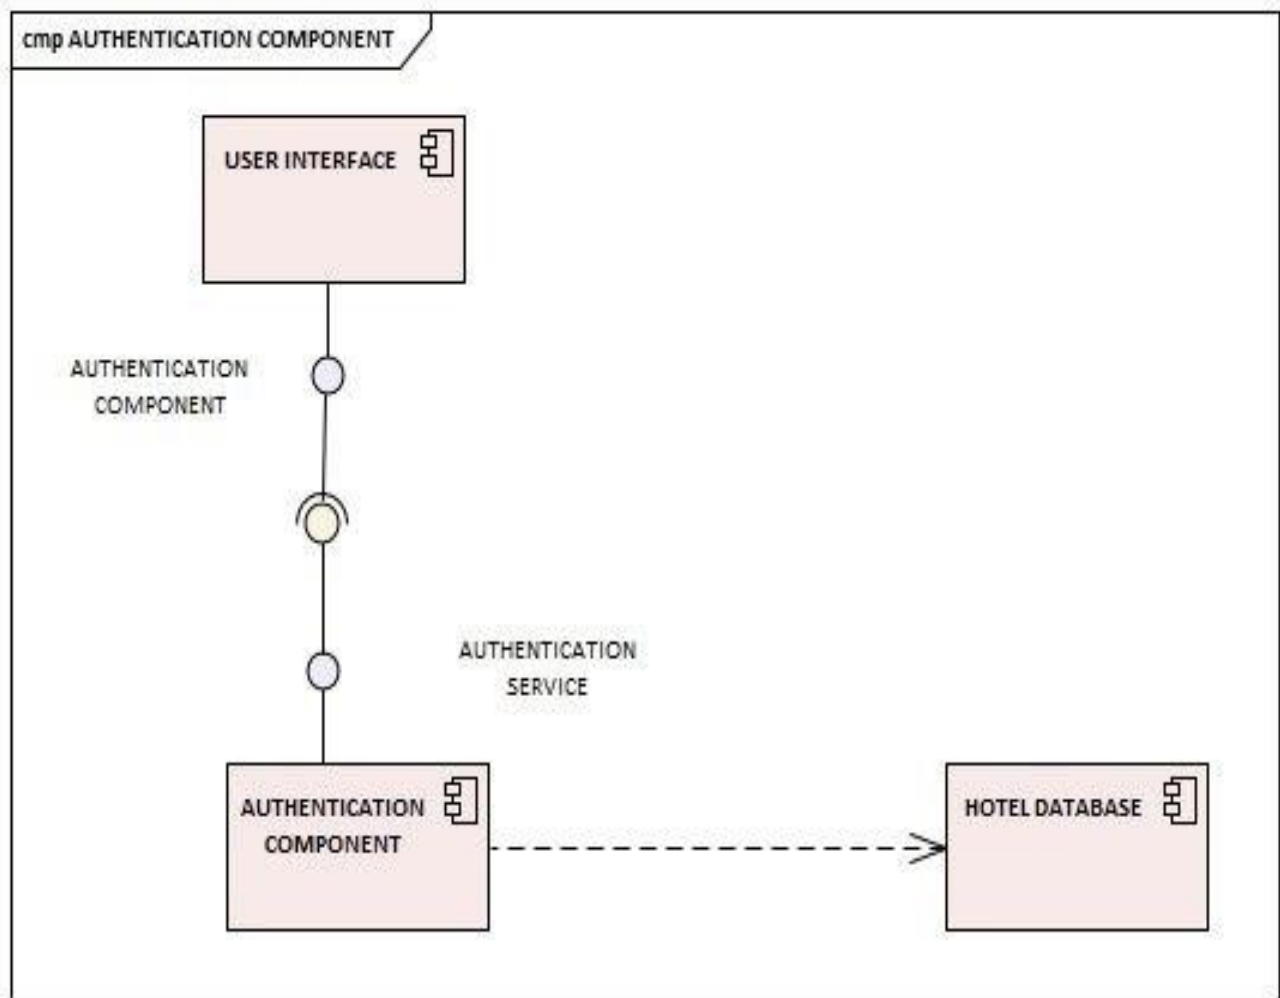 cmp AUTHENTICATION COMPONENT
USER INTERFACE
AUTHENTICATION
COMPONENT
AUTHENTICATION
SERVICE
AUTHENTICATION
COMPONENT
HOTEL DATABASE